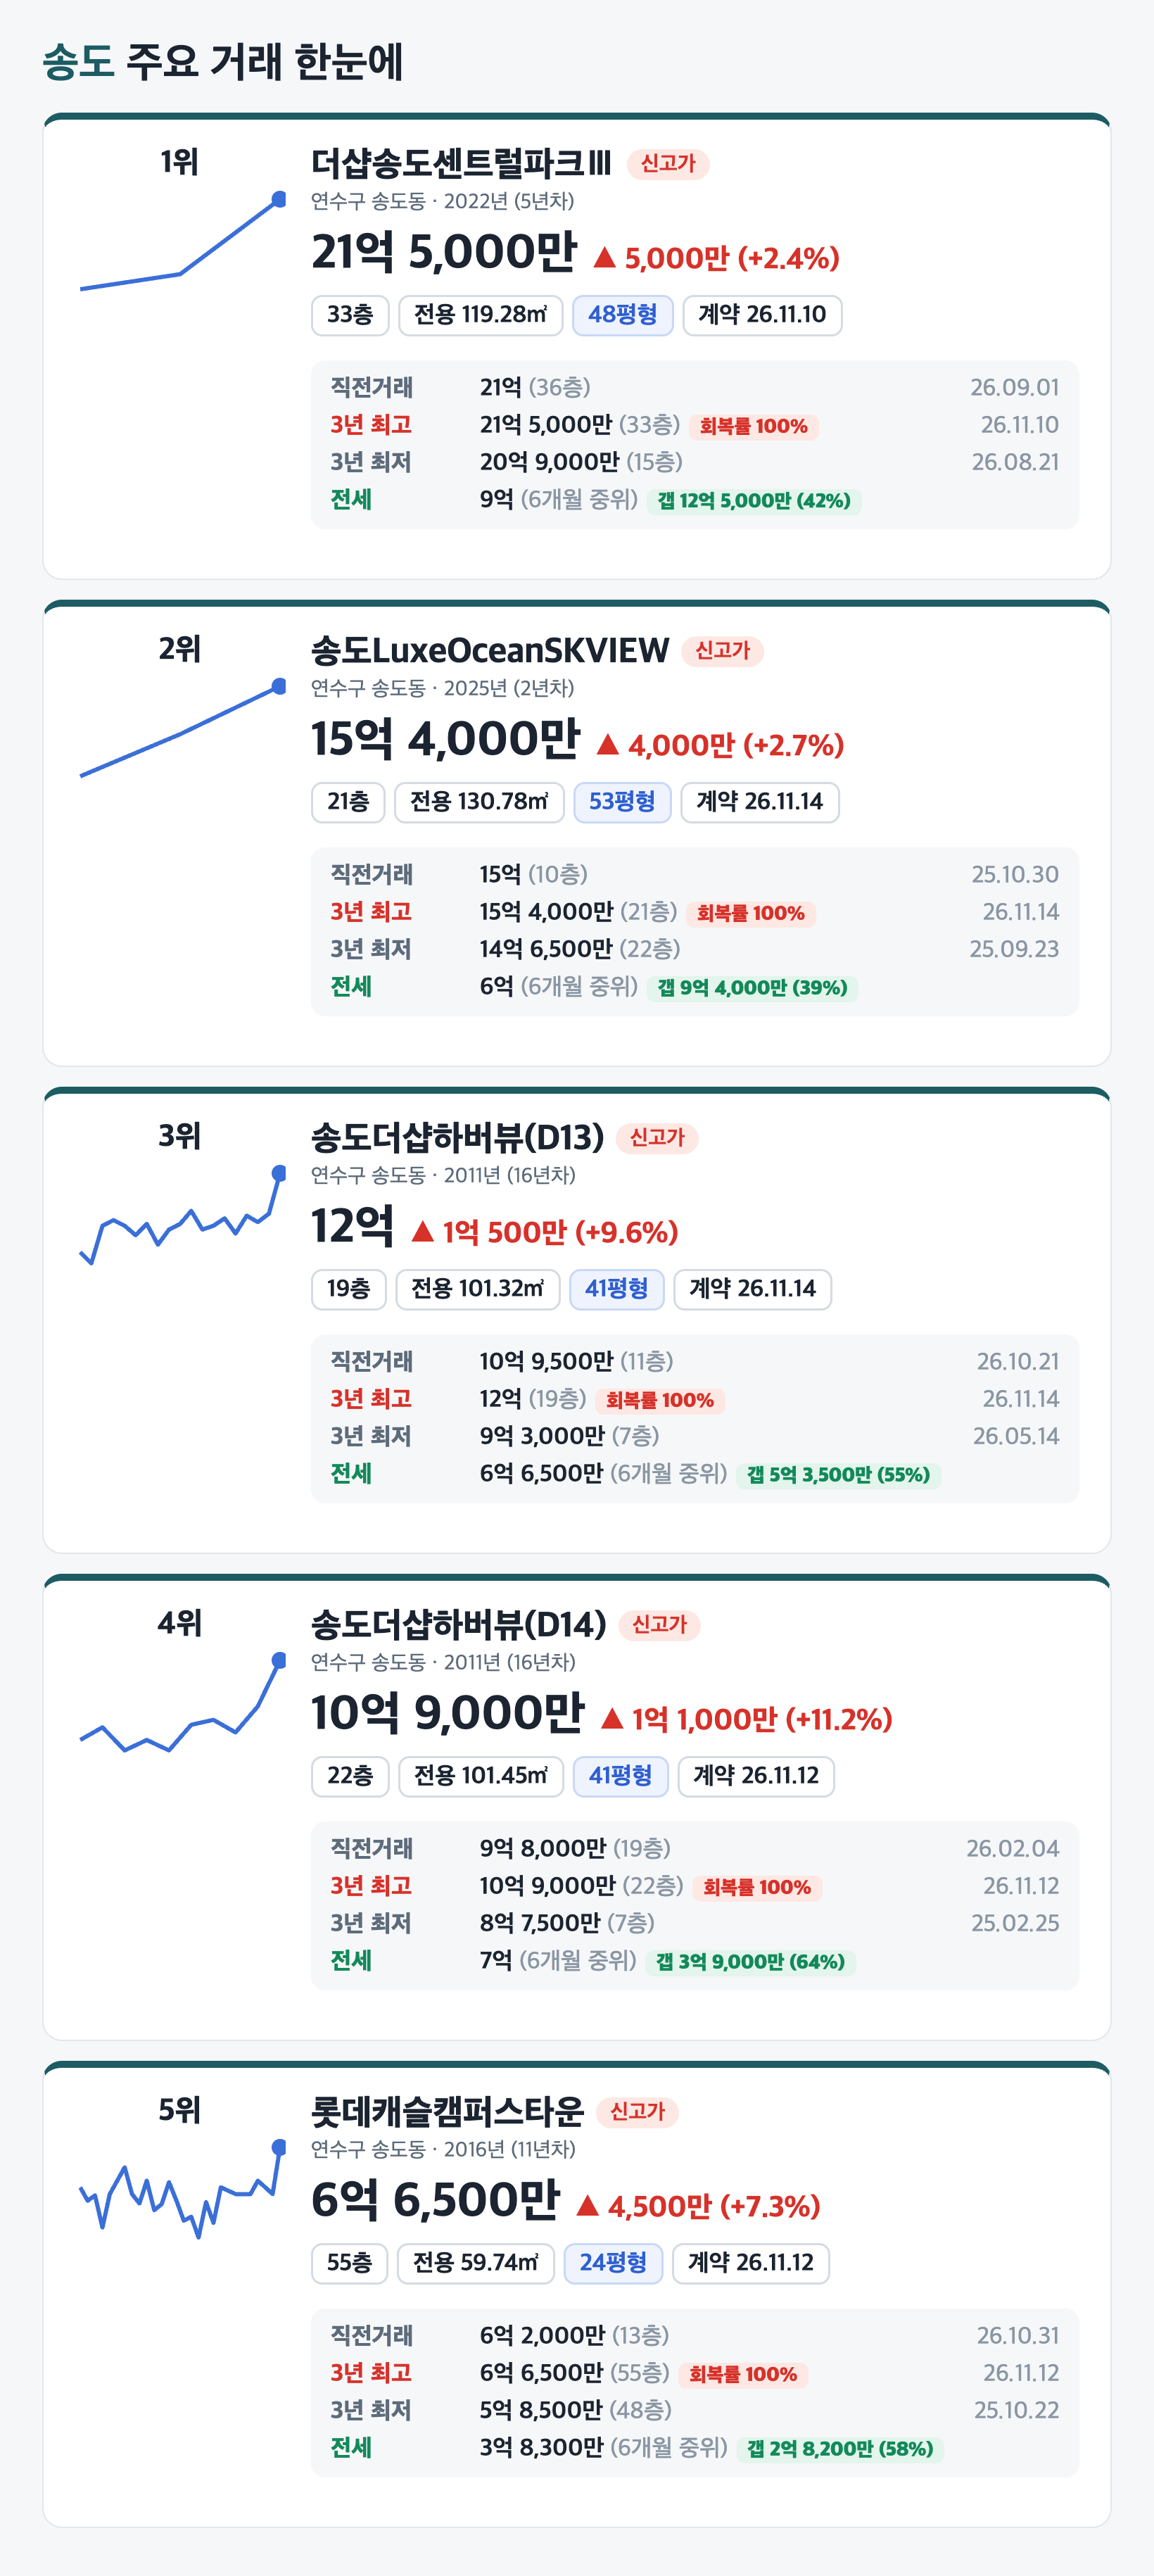 송도 주요 거래 한눈에
1위
더샵송도센트럴파크Ⅲ 신고가
연수구 송도동 · 2022년 (5년차)
21억 5,000만 ▲ 5,000만 (+2.4%)
33층 전용 119.28㎡ 48평형 계약 26.11.10
직전거래 21억 (36층) 26.09.01
3년 최고 21억 5,000만 (33층) 회복률 100% 26.11.10
3년 최저 20억 9,000만 (15층) 26.08.21
전세 9억 (6개월 중위) 갭 12억 5,000만 (42%)
2위
송도LuxeOceanSKVIEW 신고가
연수구 송도동 · 2025년 (2년차)
15억 4,000만 ▲ 4,000만 (+2.7%)
21층 전용 130.78㎡ 53평형 계약 26.11.14
직전거래 15억 (10층) 25.10.30
3년 최고 15억 4,000만 (21층) 회복률 100% 26.11.14
3년 최저 14억 6,500만 (22층) 25.09.23
전세 6억 (6개월 중위) 갭 9억 4,000만 (39%)
3위
송도더샵하버뷰(D13) 신고가
연수구 송도동 · 2011년 (16년차)
12억 ▲ 1억 500만 (+9.6%)
19층 전용 101.32㎡ 41평형 계약 26.11.14
직전거래 10억 9,500만 (11층) 26.10.21
3년 최고 12억 (19층) 회복률 100% 26.11.14
3년 최저 9억 3,000만 (7층) 26.05.14
전세 6억 6,500만 (6개월 중위) 갭 5억 3,500만 (55%)
4위
송도더샵하버뷰(D14) 신고가
연수구 송도동 · 2011년 (16년차)
10억 9,000만 ▲ 1억 1,000만 (+11.2%)
22층 전용 101.45㎡ 41평형 계약 26.11.12
직전거래 9억 8,000만 (19층) 26.02.04
3년 최고 10억 9,000만 (22층) 회복률 100% 26.11.12
3년 최저 8억 7,500만 (7층) 25.02.25
전세 7억 (6개월 중위) 갭 3억 9,000만 (64%)
5위
롯데캐슬캠퍼스타운 신고가
연수구 송도동 · 2016년 (11년차)
6억 6,500만 ▲ 4,500만 (+7.3%)
55층 전용 59.74㎡ 24평형 계약 26.11.12
직전거래 6억 2,000만 (13층) 26.10.31
3년 최고 6억 6,500만 (55층) 회복률 100% 26.11.12
3년 최저 5억 8,500만 (48층) 25.10.22
전세 3억 8,300만 (6개월 중위) 갭 2억 8,200만 (58%)